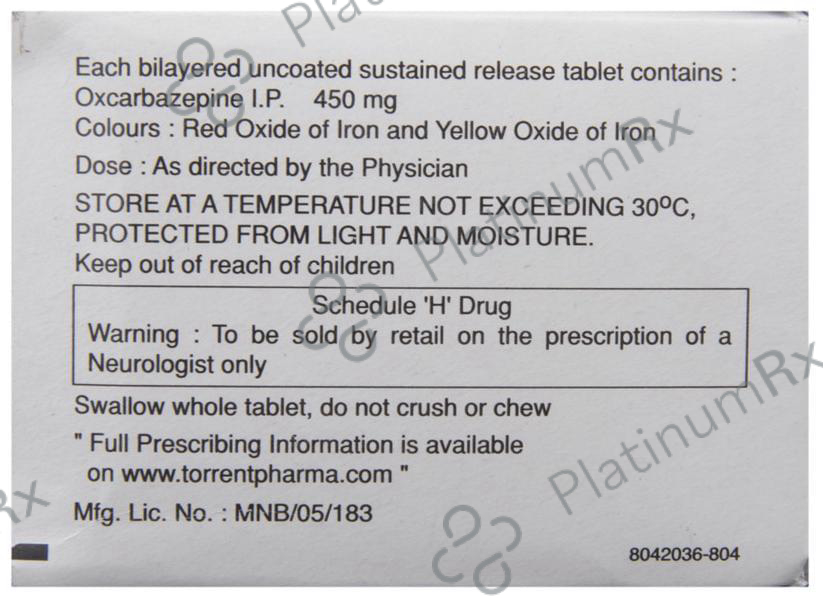 Each bilayered uncoated sustained release tablet contains :
Oxcarbazepine I.P. 450 mg
Colours : Red Oxide of Iron and Yellow Oxide of Iron
Dose : As directed by the Physician
STORE AT A TEMPERATURE NOT EXCEEDING 30ºC,
PROTECTED FROM LIGHT AND MOISTURE.
Keep out of reach of children
Schedule 'H' Drug
Warning : To be sold by retail on the prescription of a
Neurologist only
Swallow whole tablet, do not crush or chew
" Full Prescribing Information is available
on www.torrentpharma.com "
Mfg. Lic. No. : MNB/05/183
8042036-804
PlatinumRx
PlatinumRx
PlatinumRx
Rx